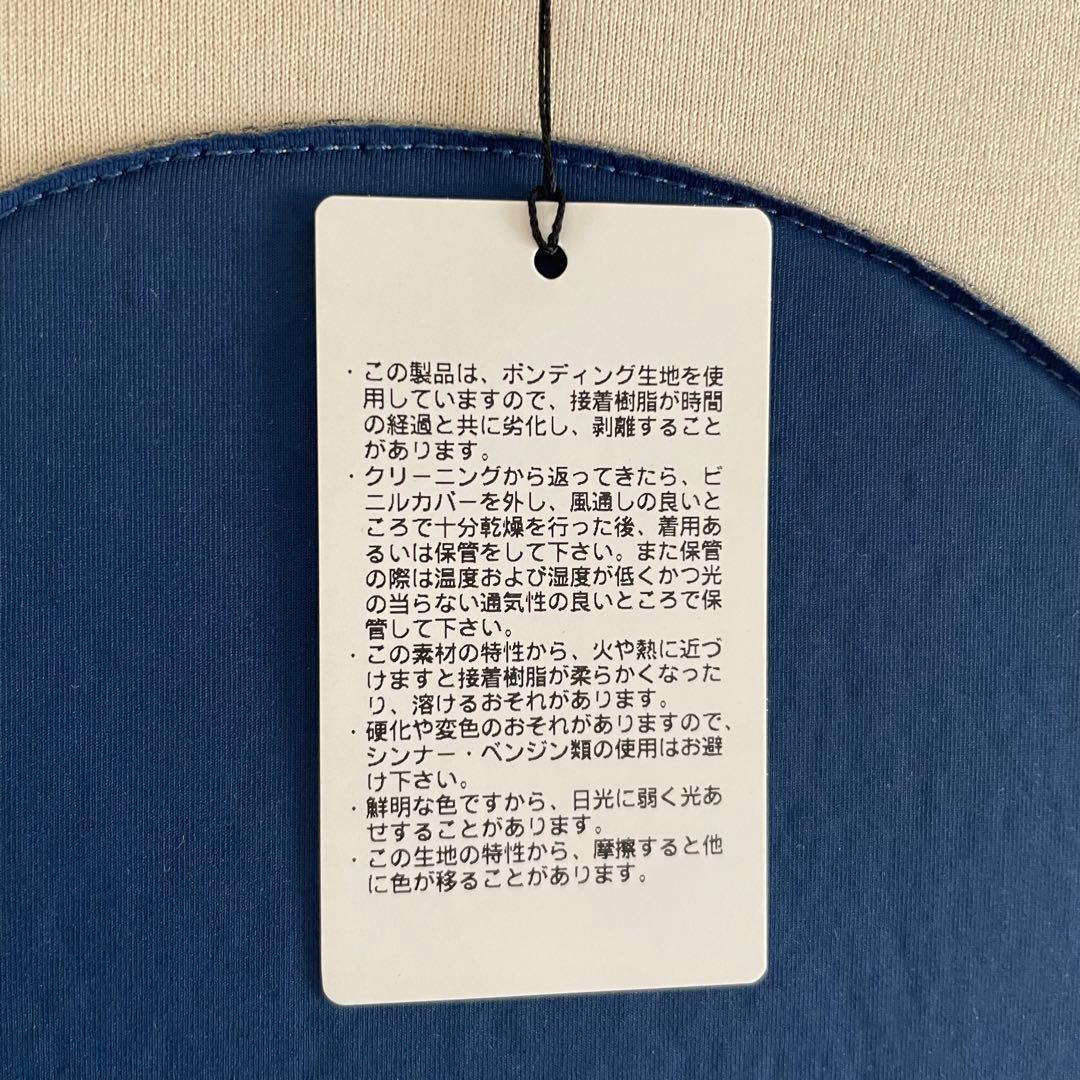 ・この製品は、ボンディング生地を使
用していますので、接着樹脂が時間
の経過と共に劣化し、剥離すること
があります。
・クリーニングから返ってきたら、ビ
ニルカバーを外し、風通しの良いと
ころで十分乾燥を行った後、着用あ
るいは保管をして下さい。また保管
の際は温度および湿度が低くかつ光
の当らない通気性の良いところで保
管して下さい。
・この素材の特性から、火や熱に近づ
けますと接着樹脂が柔らかくなった
り、溶けるおそれがあります。
・硬化や変色のおそれがありますので、
シンナー・ベンジン類の使用はお避
け下さい。
・鮮明な色ですから、日光に弱く光あ
せすることがあります。
・この生地の特性から、摩擦すると他
に色が移ることがあります。